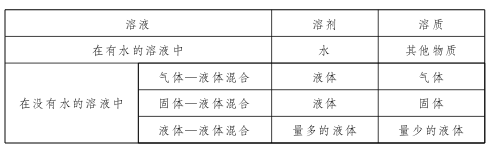 溶液 溶剂 溶质
在有水的溶液中 水 其他物质
在没有水的溶液中 气体—液体混合 液体 气体
固体—液体混合 液体 固体
液体—液体混合 量多的液体 量少的液体